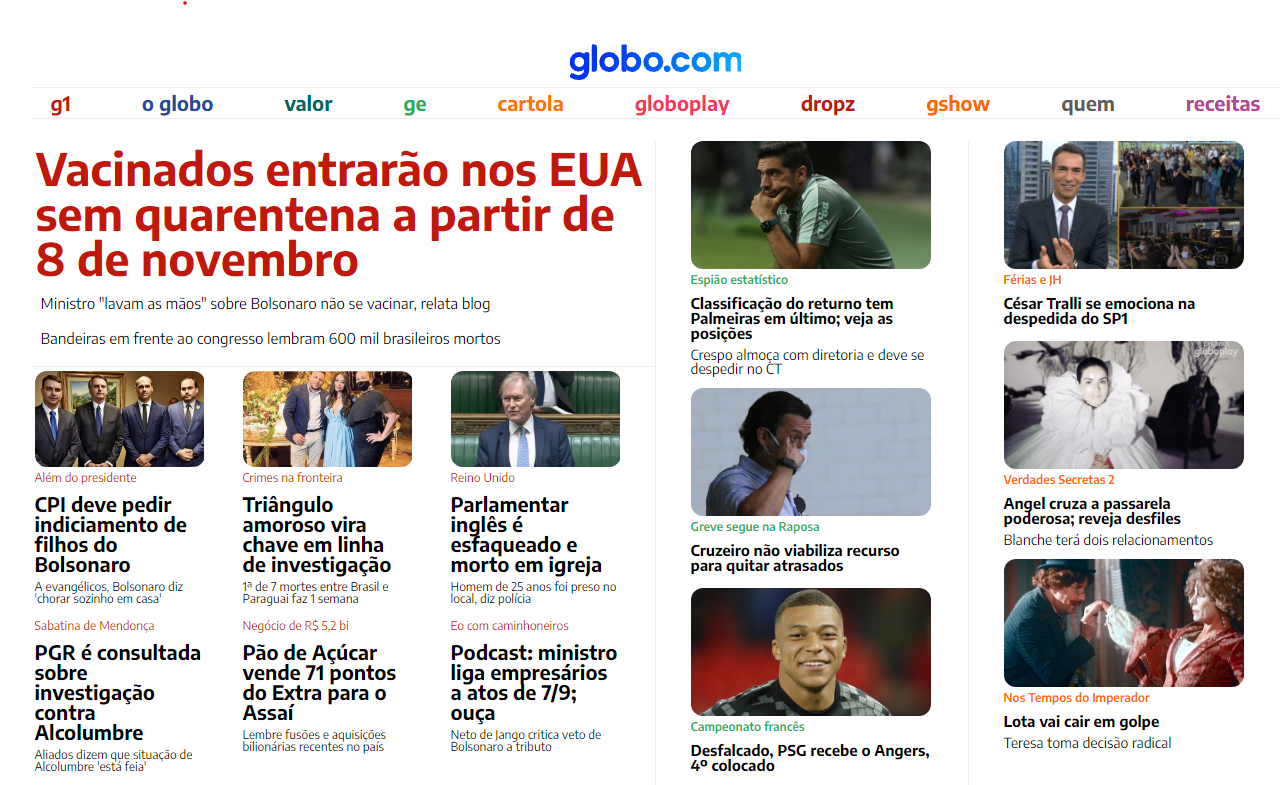 globo.com
g1 o globo valor ge cartola globoplay dropz gshow quem receitas
Vacinados entrarão nos EUA
sem quarentena a partir de
8 de novembro
Ministro "lavam as mãos" sobre Bolsonaro não se vacinar, relata blog
Bandeiras em frente ao congresso lembram 600 mil brasileiros mortos
Além do presidente
CPI deve pedir
indiciamento de
filhos do
Bolsonaro
A evangélicos, Bolsonaro diz
'chorar sozinho em casa'
Crimes na fronteira
Triângulo
amoroso vira
chave em linha
de investigação
1ª de 7 mortes entre Brasil e
Paraguai faz 1 semana
Reino Unido
Parlamentar
inglês é
esfaqueado e
morto em igreja
Homem de 25 anos foi preso no
local, diz polícia
Sabatina de Mendonça
PGR é consultada
sobre
investigação
contra
Alcolumbre
Aliados dizem que situação de
Alcolumbre 'está feia'
Negócio de R$ 5,2 bi
Pão de Açúcar
vende 71 pontos
do Extra para o
Assaí
Lembre fusões e aquisições
bilionárias recentes no país
Eo com caminhoneiros
Podcast: ministro
liga empresários
a atos de 7/9;
ouça
Neto de Jango critica veto de
Bolsonaro a tributo
Espião estatístico
Classificação do returno tem
Palmeiras em último; veja as
posições
Crespo almoça com diretoria e deve se
despedir no CT
Greve segue na Raposa
Cruzeiro não viabiliza recurso
para quitar atrasados
Campeonato francês
Desfalcado, PSG recebe o Angers,
4º colocado
Férias e JH
César Tralli se emociona na
despedida do SP1
globoplay
Verdades Secretas 2
Angel cruza a passarela
poderosa; reveja desfiles
Blanche terá dois relacionamentos
Nos Tempos do Imperador
Lota vai cair em golpe
Teresa toma decisão radical